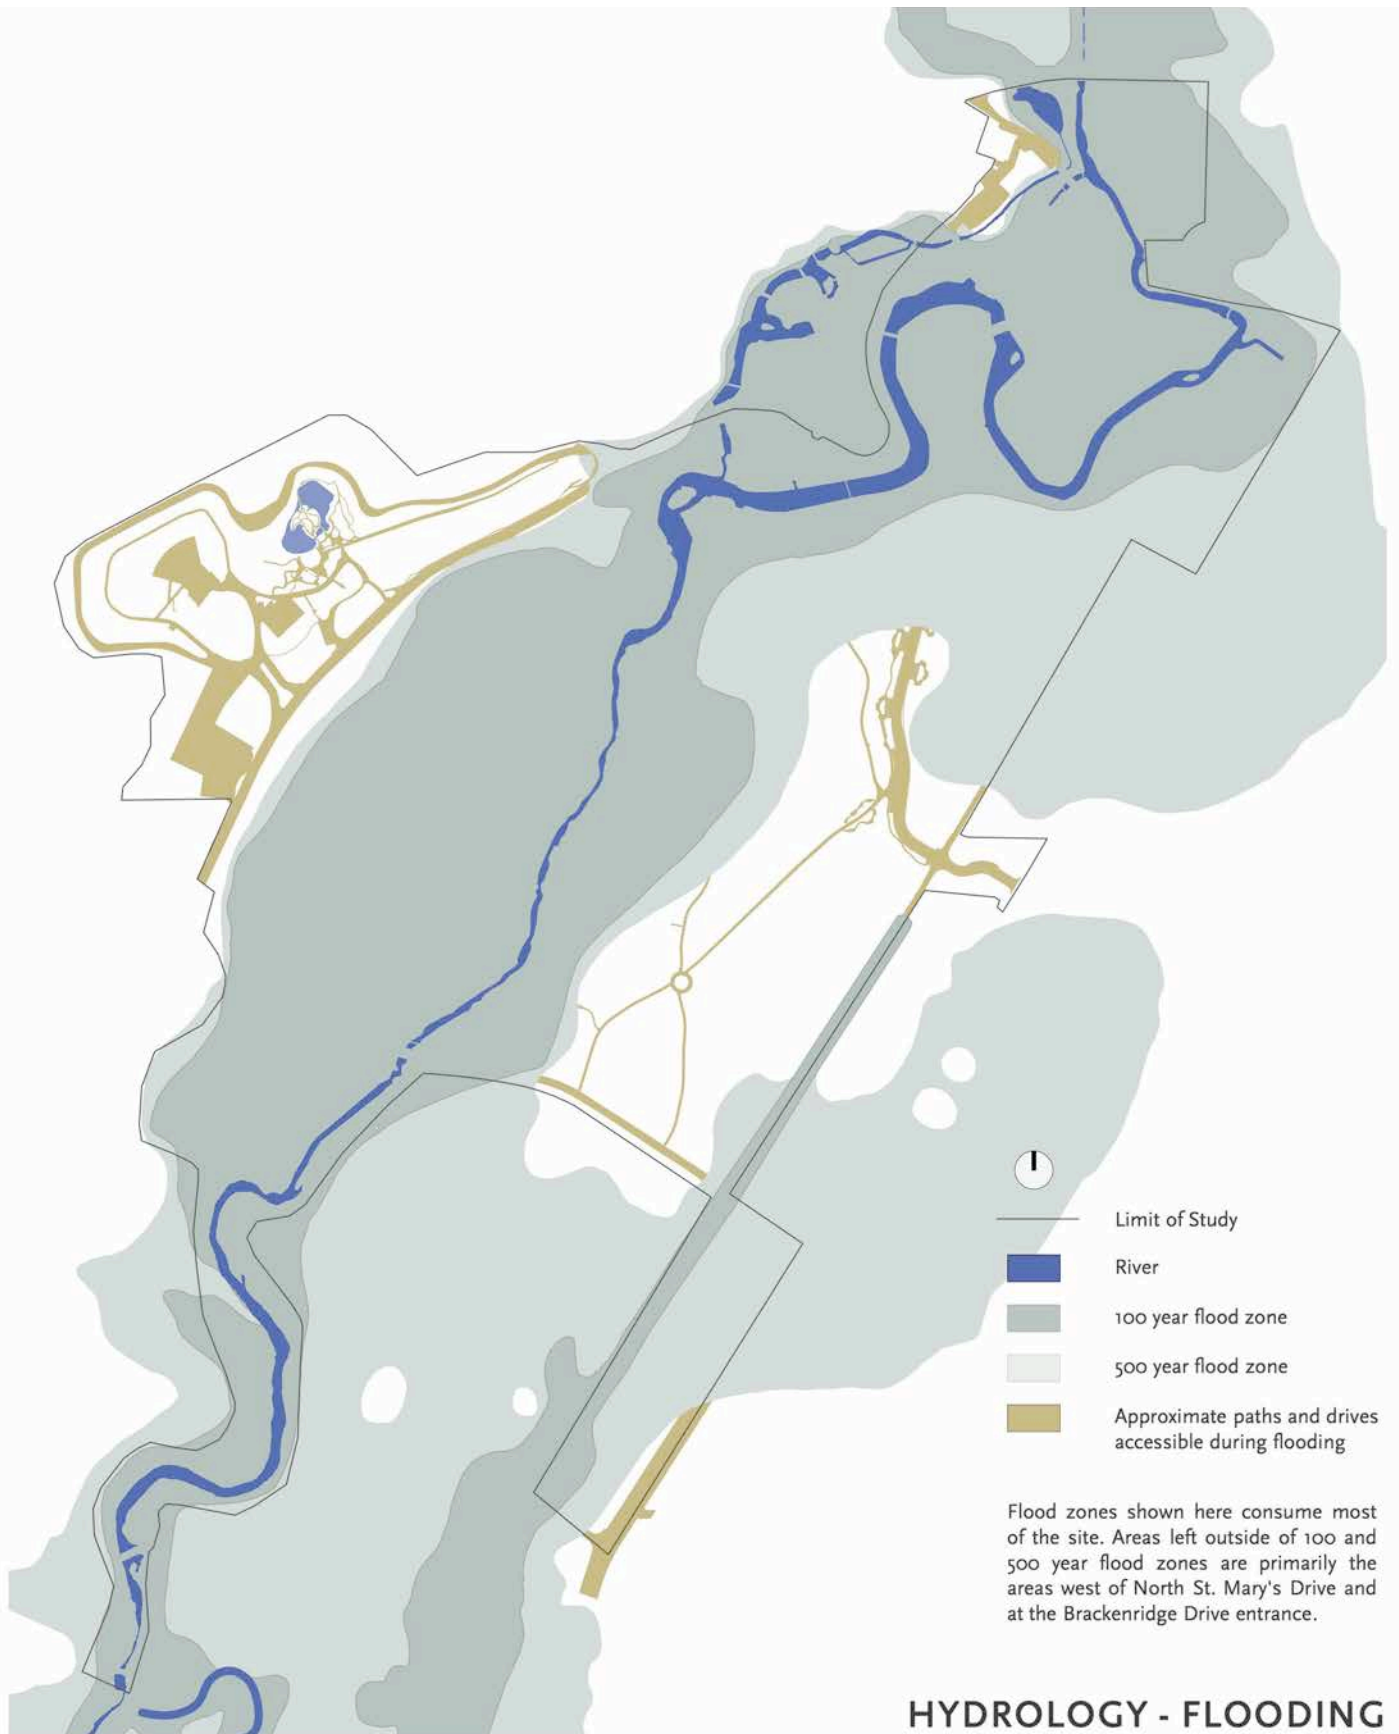 Limit of Study
River
100 year flood zone
500 year flood zone
Approximate paths and drives
accessible during flooding
Flood zones shown here consume most
of the site. Areas left outside of 100 and
500 year flood zones are primarily the
areas west of North St. Mary's Drive and
at the Brackenridge Drive entrance.
HYDROLOGY - FLOODING